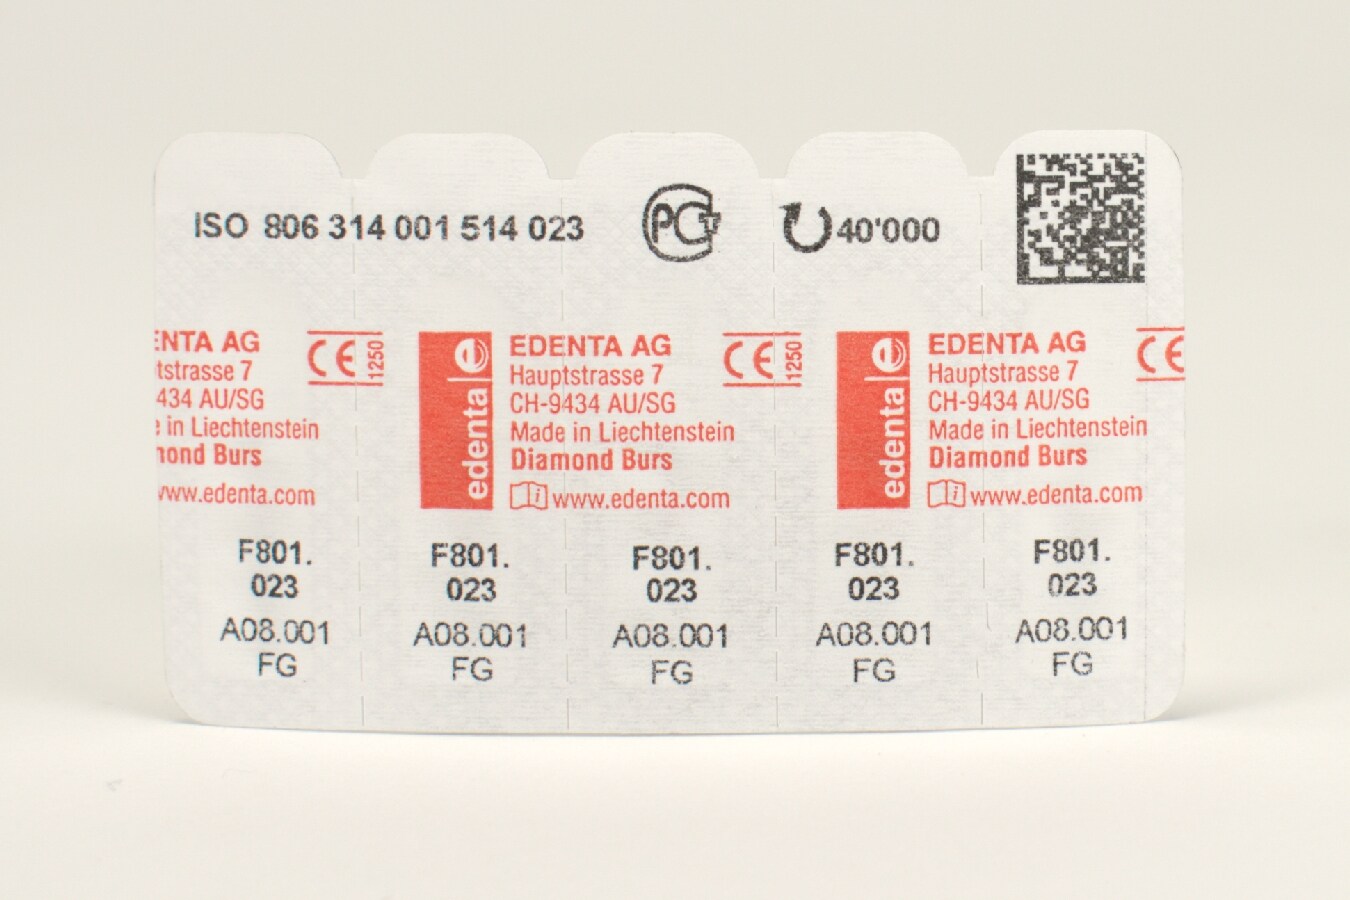 ISO 806 314 001 514 023
PCT
40'000
ENTA AG
tstrasse 7
434 AU/SG
e in Liechtenstein
mond Burs
www.edenta.com
CE 1250
edenta e
EDENTA AG
Hauptstrasse 7
CH-9434 AU/SG
Made in Liechtenstein
Diamond Burs
i www.edenta.com
CE 1250
edenta e
EDENTA AG
Hauptstrasse 7
CH-9434 AU/SG
Made in Liechtenstein
Diamond Burs
i www.edenta.com
CE
F801.
023
A08.001
FG
F801.
023
A08.001
FG
F801.
023
A08.001
FG
F801.
023
A08.001
FG
F801.
023
A08.001
FG